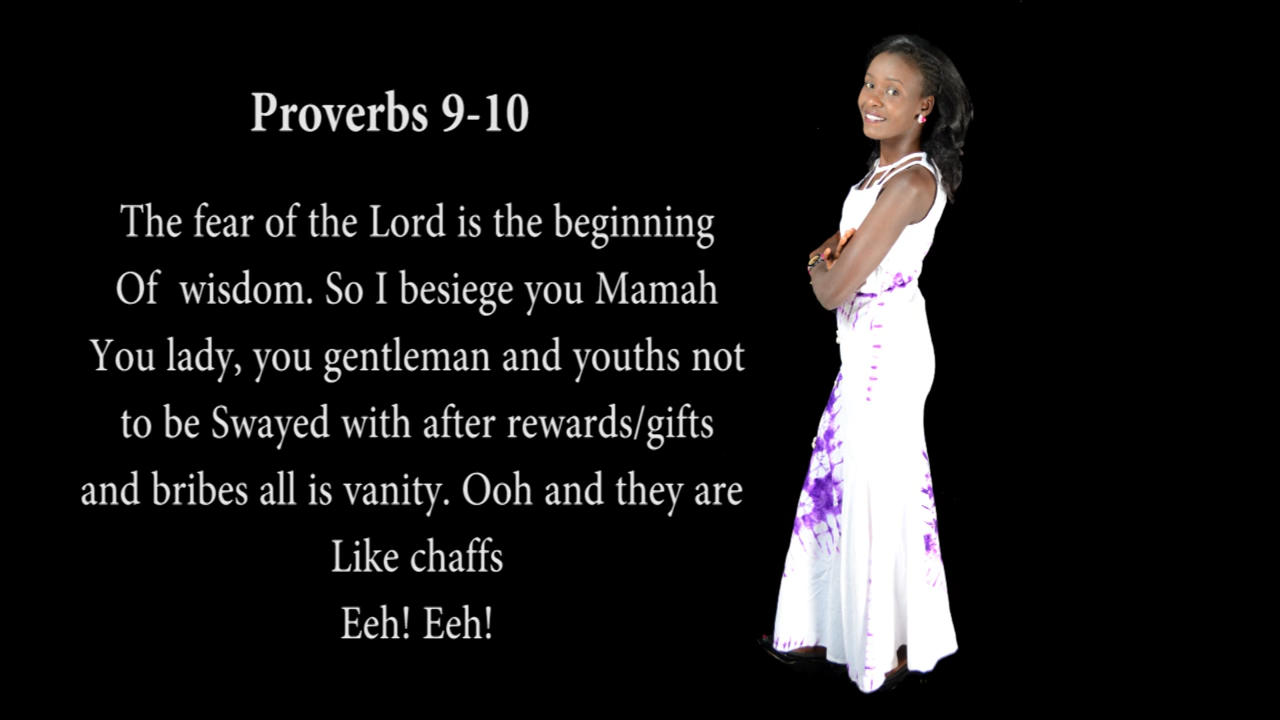 Proverbs 9-10
The fear of the Lord is the beginning
Of  wisdom. So I besiege you Mamah
You lady, you gentleman and youths not
to be Swayed with after rewards/gifts
and bribes all is vanity. Ooh and they are
Like chaffs
Eeh! Eeh!